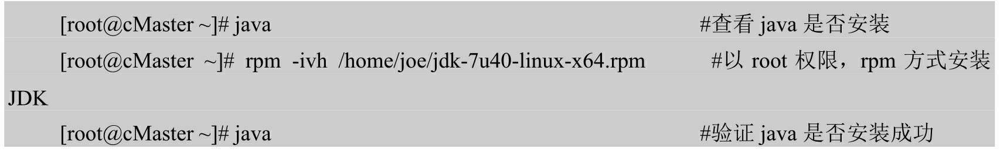 [root@cMaster ~]# java #查看 java 是否安装
[root@cMaster ~]# rpm -ivh /home/joe/jdk-7u40-linux-x64.rpm #以 root 权限，rpm 方式安装
JDK
[root@cMaster ~]# java #验证 java 是否安装成功